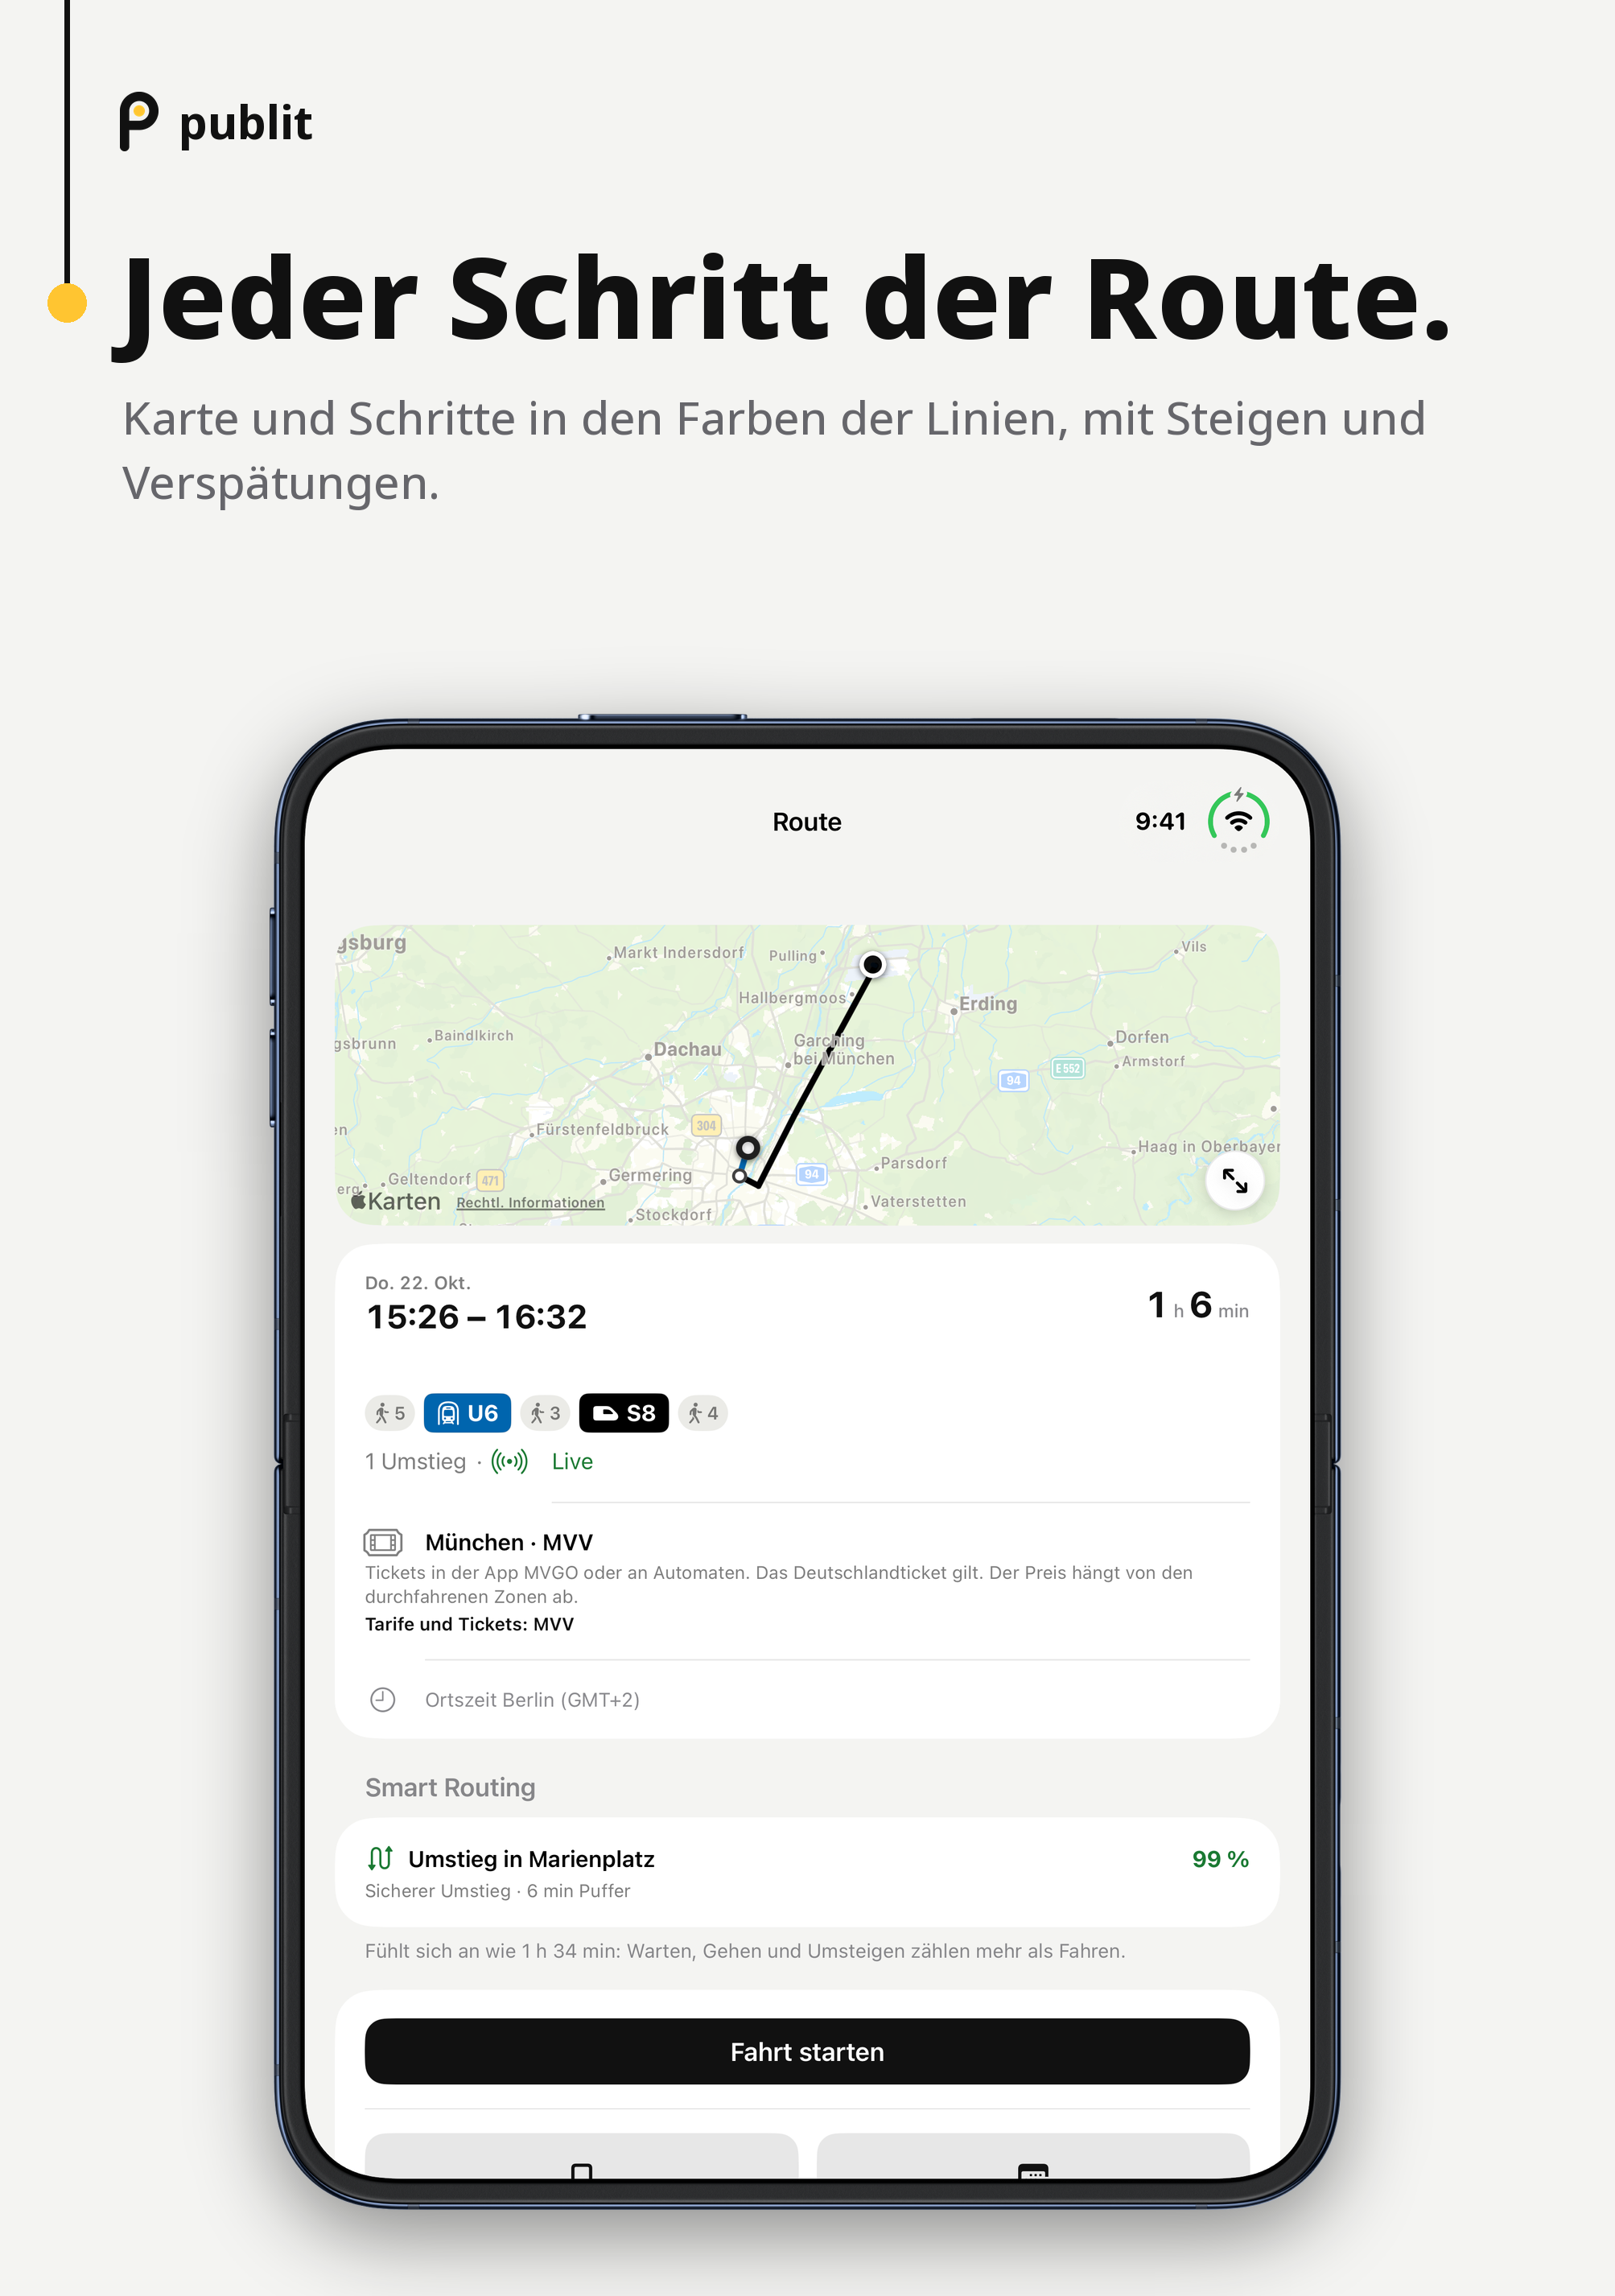 publit
Jeder Schritt der Route.
Karte und Schritte in den Farben der Linien, mit Steigen und
Verspätungen.
Route
9:41
gsburg
Markt Indersdorf
Pulling
Vils
Hallbergmoos
Erding
gsbrunn
Baindlkirch
Dachau
Garching
bei München
Dorfen
Armstorf
E 552
94
en
Fürstenfeldbruck
304
Haag in Oberbayer
Parsdorf
94
Germering
Geltendorf
471
erg
Karten
Rechtl. Informationen
Stockdorf
Vaterstetten
Do. 22. Okt.
15:26 – 16:32
1 h 6 min
5 U6 3 S8 4
1 Umstieg · Live
München · MVV
Tickets in der App MVGO oder an Automaten. Das Deutschlandticket gilt. Der Preis hängt von den
durchfahrenen Zonen ab.
Tarife und Tickets: MVV
Ortszeit Berlin (GMT+2)
Smart Routing
Umstieg in Marienplatz
99 %
Sicherer Umstieg · 6 min Puffer
Fühlt sich an wie 1 h 34 min: Warten, Gehen und Umsteigen zählen mehr als Fahren.
Fahrt starten